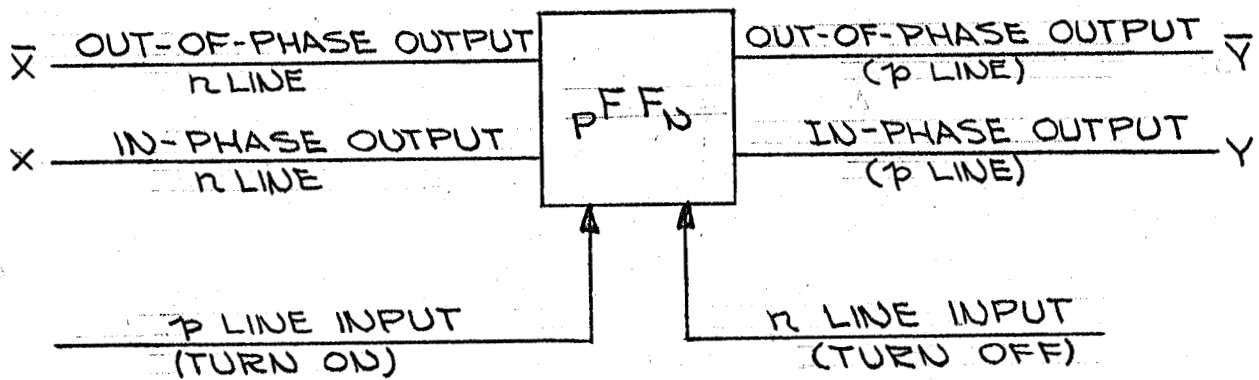 X̅ OUT-OF-PHASE OUTPUT
n LINE
X IN-PHASE OUTPUT
n LINE
PFFN
OUT-OF-PHASE OUTPUT Y̅
(p LINE)
IN-PHASE OUTPUT Y
(p LINE)
p LINE INPUT
(TURN ON)
n LINE INPUT
(TURN OFF)